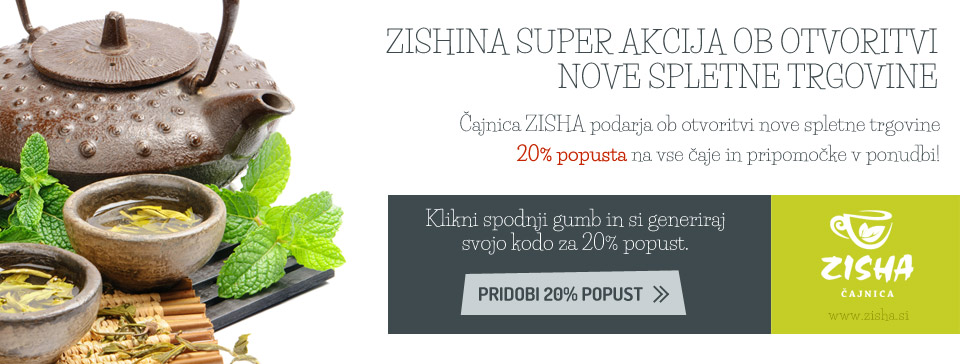 ZISHINA SUPER AKCIJA OB OTVORITVI
NOVE SPLETNE TRGOVINE
Čajnica ZISHA podarja ob otvoritvi nove spletne trgovine
20% popusta na vse čaje in pripomočke v ponudbi!
Klikni spodnji gumb in si generiraj
svojo kodo za 20% popust.
PRIDOBI 20% POPUST
ZISHA
ČAJNICA
www.zisha.si